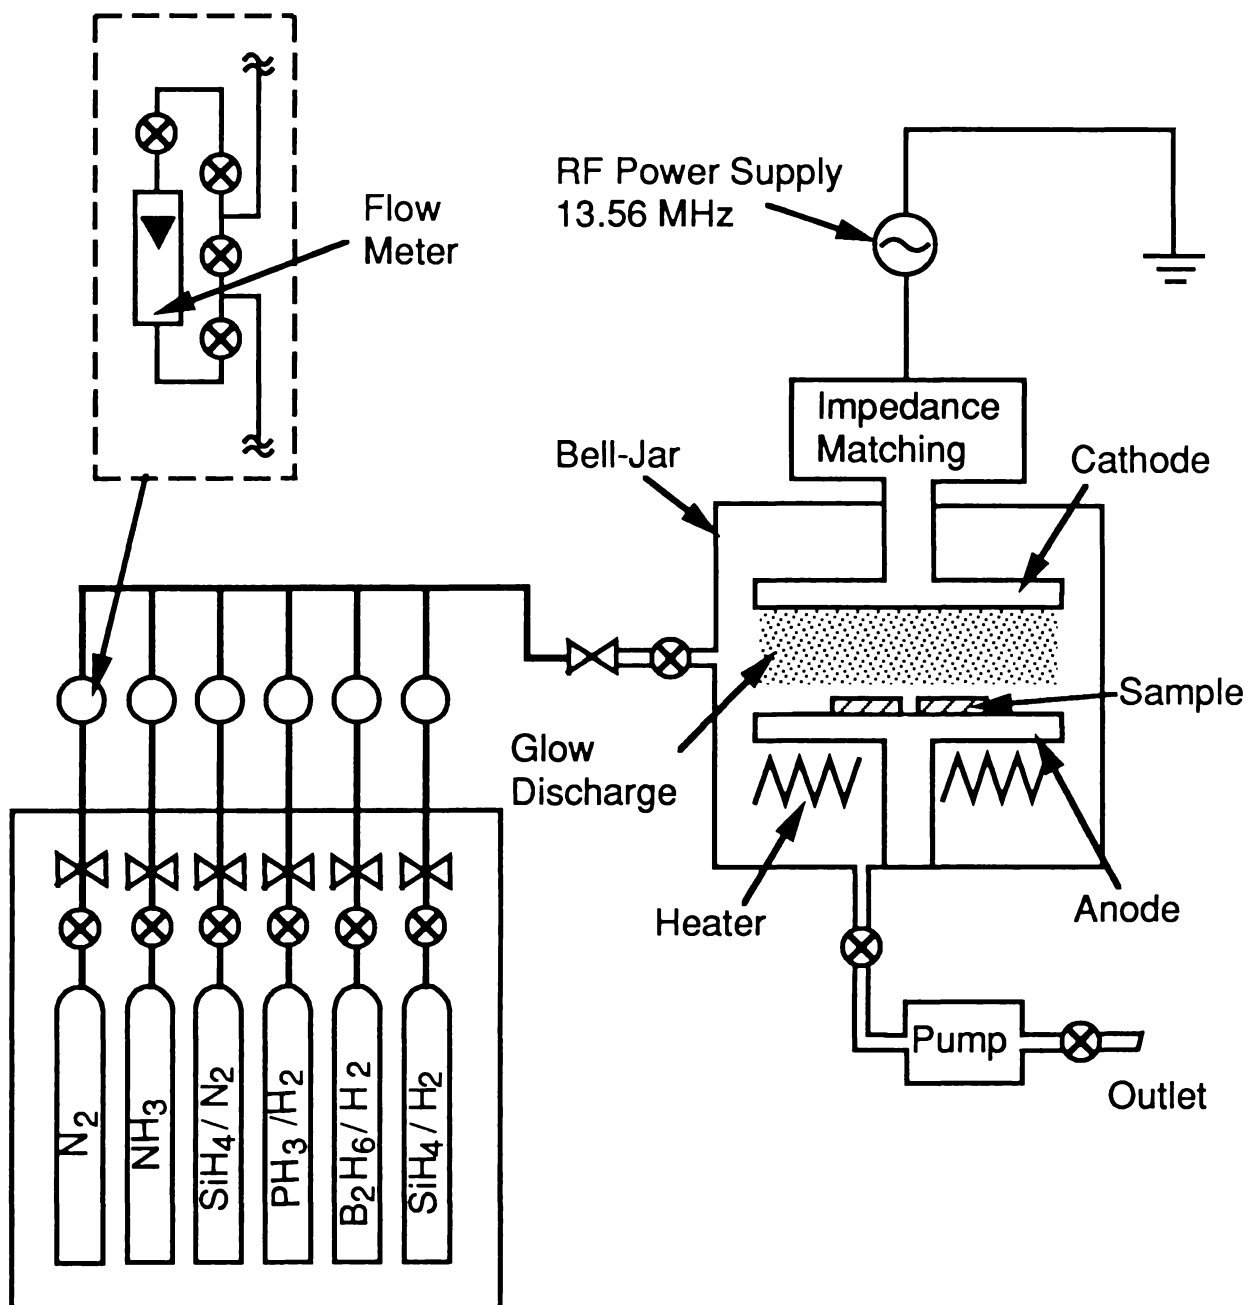 Flow
Meter
RF Power Supply
13.56 MHz
Impedance
Matching
Bell-Jar
Cathode
Sample
Glow
Discharge
Heater
Anode
Pump
Outlet
N2
NH3
SiH4/ N2
PH3/H2
B2H6/ H2
SiH4/ H2